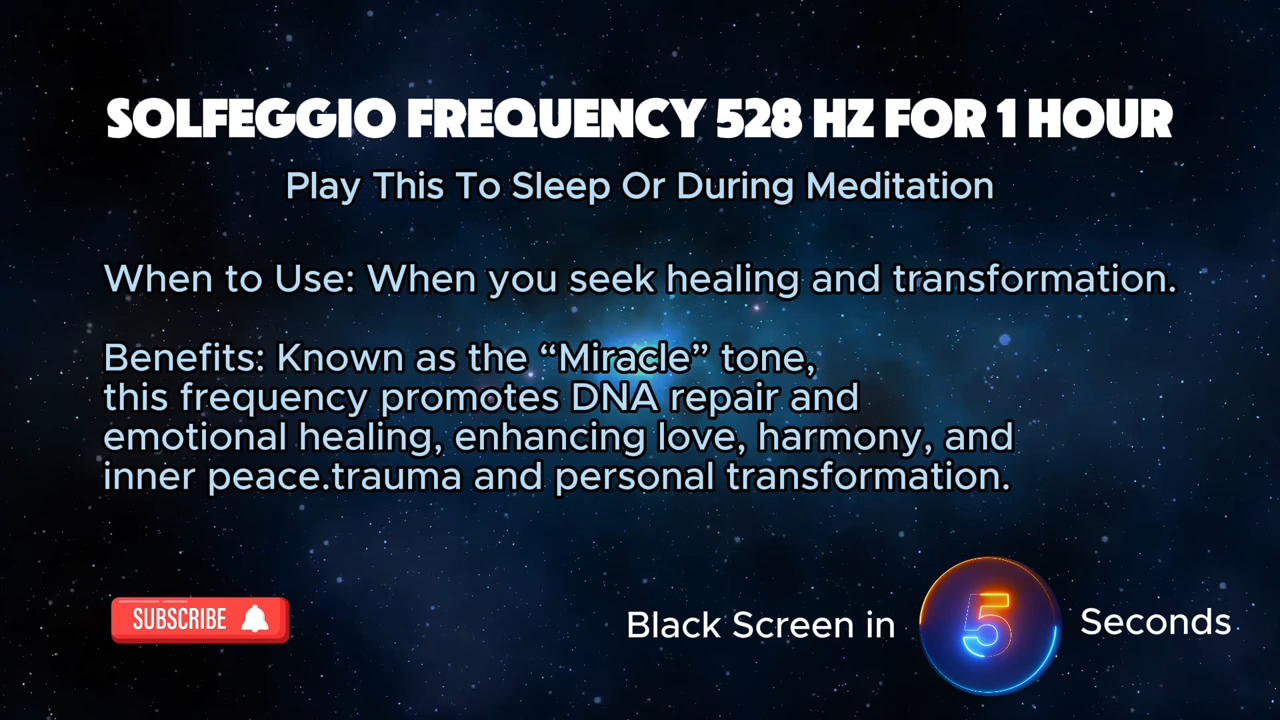 SOLFEGGIO FREQUENCY 528 HZ FOR 1 HOUR
Play This To Sleep Or During Meditation
When to Use: When you seek healing and transformation.
Benefits: Known as the “Miracle” tone,
this frequency promotes DNA repair and
emotional healing, enhancing love, harmony, and
inner peace.trauma and personal transformation.
SUBSCRIBE
Black Screen in 5 Seconds